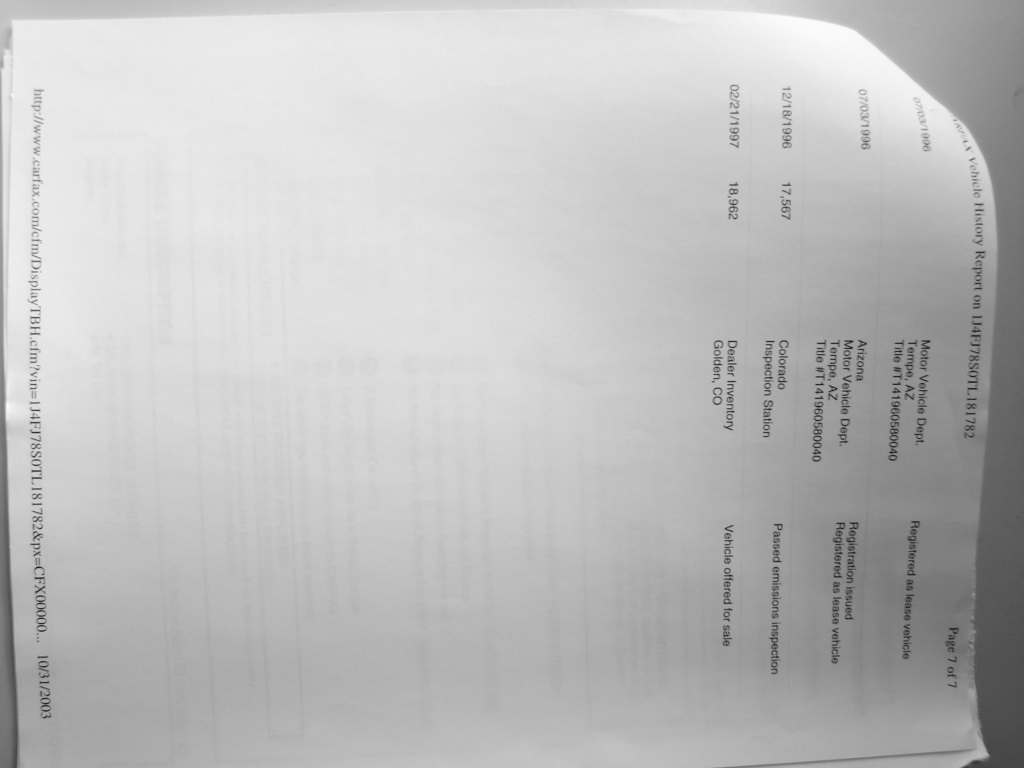 CARFAX Vehicle History Report on 1J4FJ78S0TL181782 Page 7 of 7
07/03/1996 Motor Vehicle Dept. Registered as lease vehicle
Tempe, AZ
Title #T141960580040
07/03/1996 Arizona Registration issued
Motor Vehicle Dept. Registered as lease vehicle
Tempe, AZ
Title #T141960580040
12/18/1996 17,567 Colorado Passed emissions inspection
Inspection Station
02/21/1997 18,962 Dealer Inventory Vehicle offered for sale
Golden, CO
http://www.carfax.com/cfm/DisplayTBH.cfm?vin=1J4FJ78S0TL181782&px=CFX00000... 10/31/2003